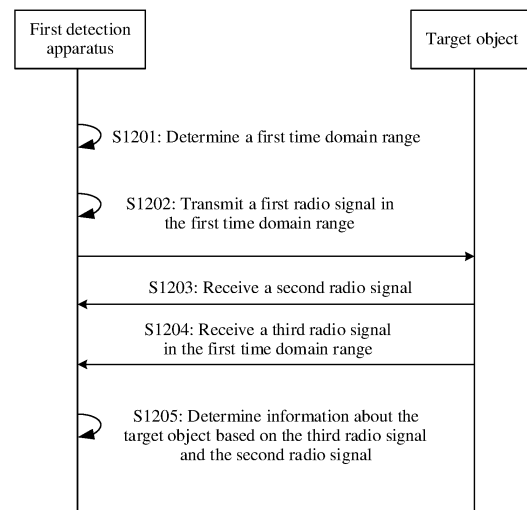 First detection
apparatus
Target object
S1201: Determine a first time domain range
S1202: Transmit a first radio signal in
the first time domain range
S1203: Receive a second radio signal
S1204: Receive a third radio signal
in the first time domain range
S1205: Determine information about the
target object based on the third radio signal
and the second radio signal